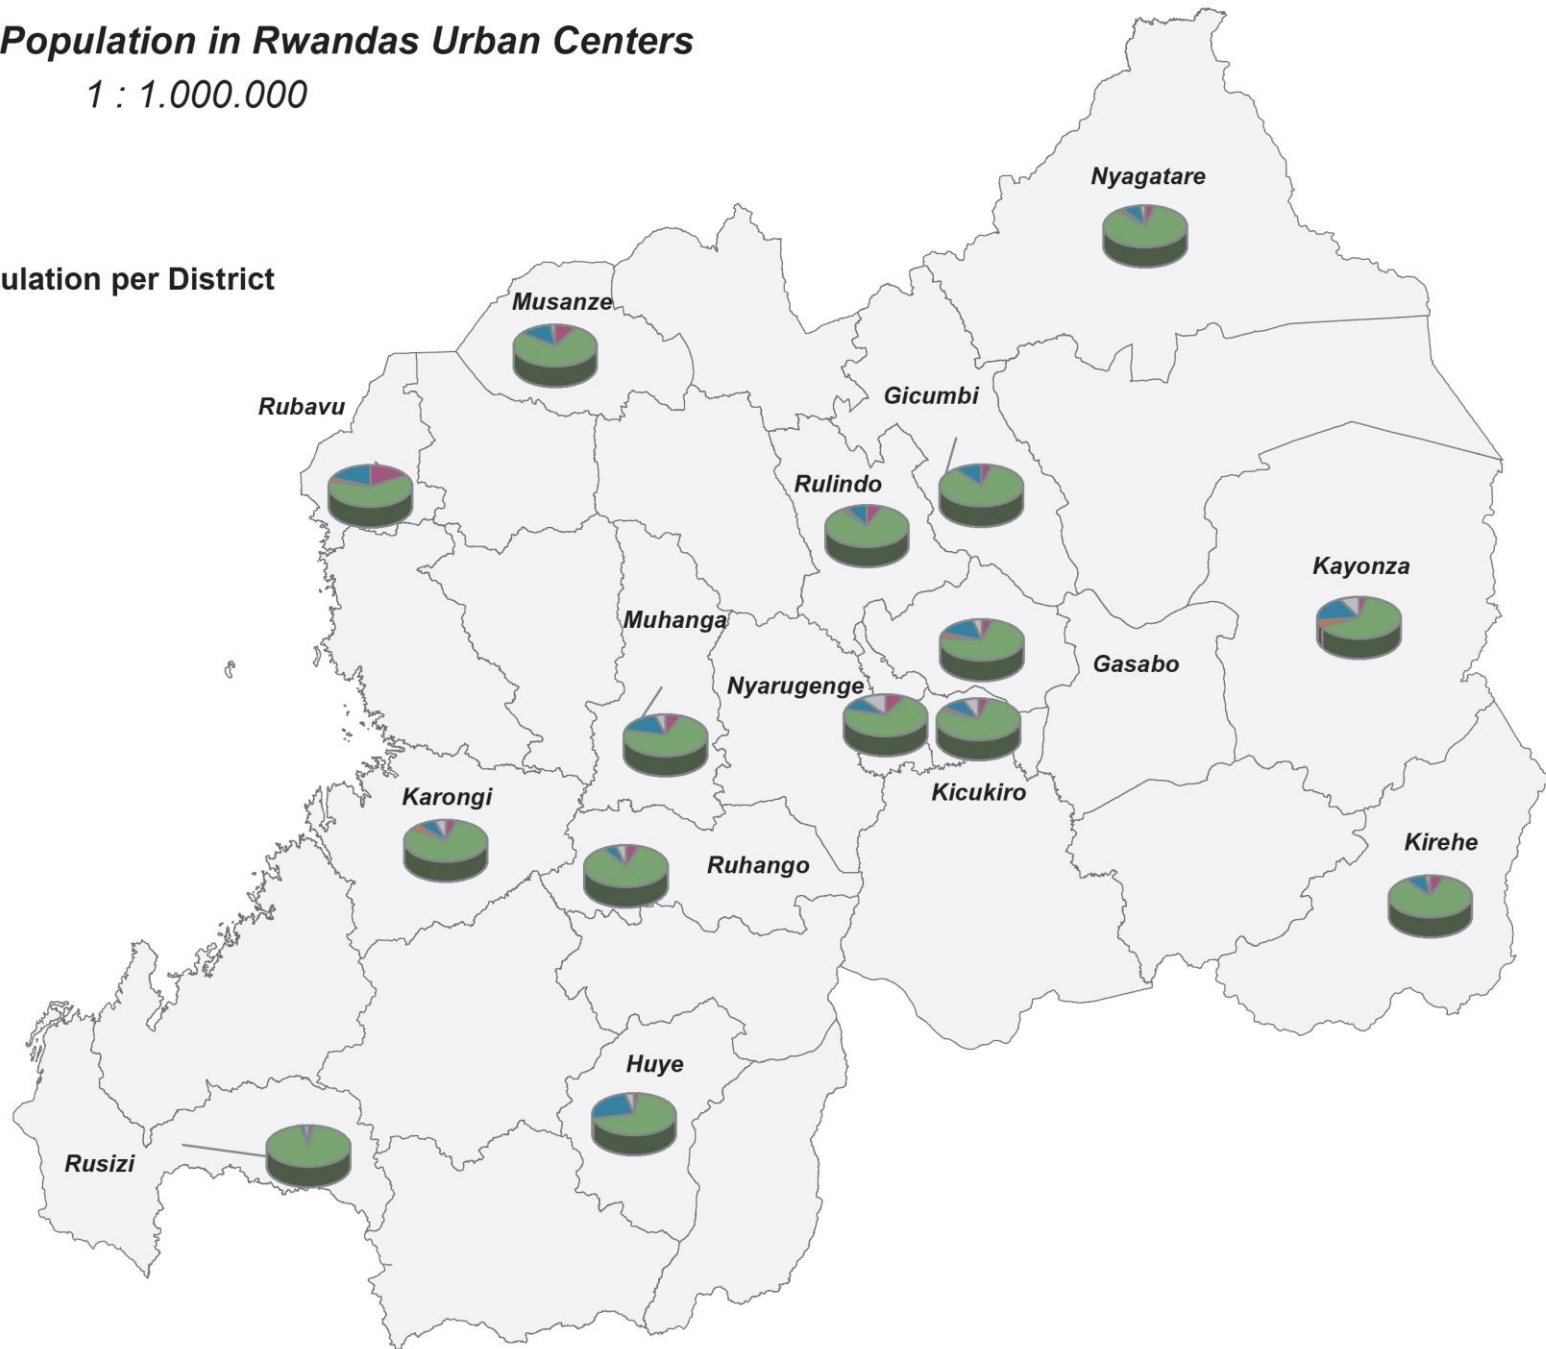 Population in Rwandas Urban Centers
1 : 1.000.000
Nyagatare
ulation per District
Musanze
Gicumbi
Rubavu
Rulindo
Kayonza
Muhanga
Gasabo
Nyarugenge
Kicukiro
Karongi
Kirehe
Ruhango
Huye
Rusizi